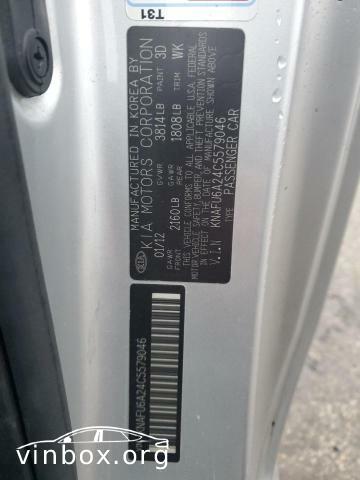 T31
MANUFACTURED IN KOREA BY
KIA MOTORS CORPORATION
01/12 GVWR 3814LB PAINT 3D
GAWR FRONT 2160LB GAWR REAR 1808LB TRIM WK
THIS VEHICLE CONFORMS TO ALL APPLICABLE U.S.A. FEDERAL
MOTOR VEHICLE SAFETY, BUMPER, AND THEFT PREVENTION STANDARDS
IN EFFECT ON THE DATE OF MANUFACTURE SHOWN ABOVE
V.I.N KNAFU6A24C5579046
TYPE PASSENGER CAR
KNAFU6A24C5579046
vinbox.org